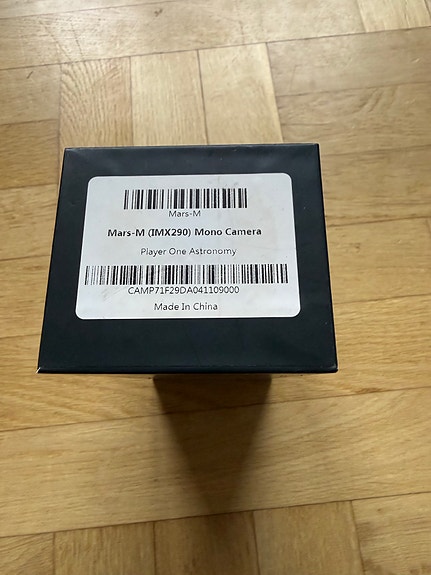 Mars-M
Mars-M (IMX290) Mono Camera
Player One Astronomy
CAMP71F29DA041109000
Made In China